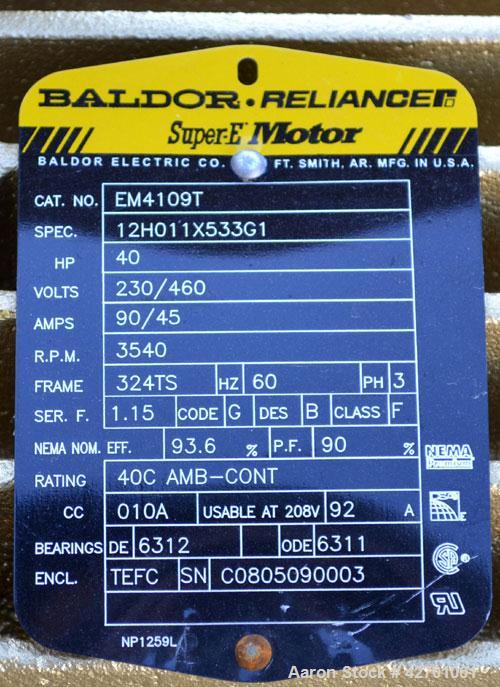 BALDOR • RELIANCE
Super-E Motor
BALDOR ELECTRIC CO. FT. SMITH, AR. MFG. IN U.S.A.
CAT. NO. EM4109T
SPEC. 12H011X533G1
HP 40
VOLTS 230/460
AMPS 90/45
R.P.M. 3540
FRAME 324TS HZ 60 PH 3
SER. F. 1.15 CODE G DES B CLASS F
NEMA NOM. EFF. 93.6 % P.F. 90 %
NEMA
Premium
RATING 40C AMB-CONT
CC 010A USABLE AT 208V 92 A
BEARINGS DE 6312 ODE 6311
ENCL. TEFC SN C0805090003
NP1259L
Aaron Stock #